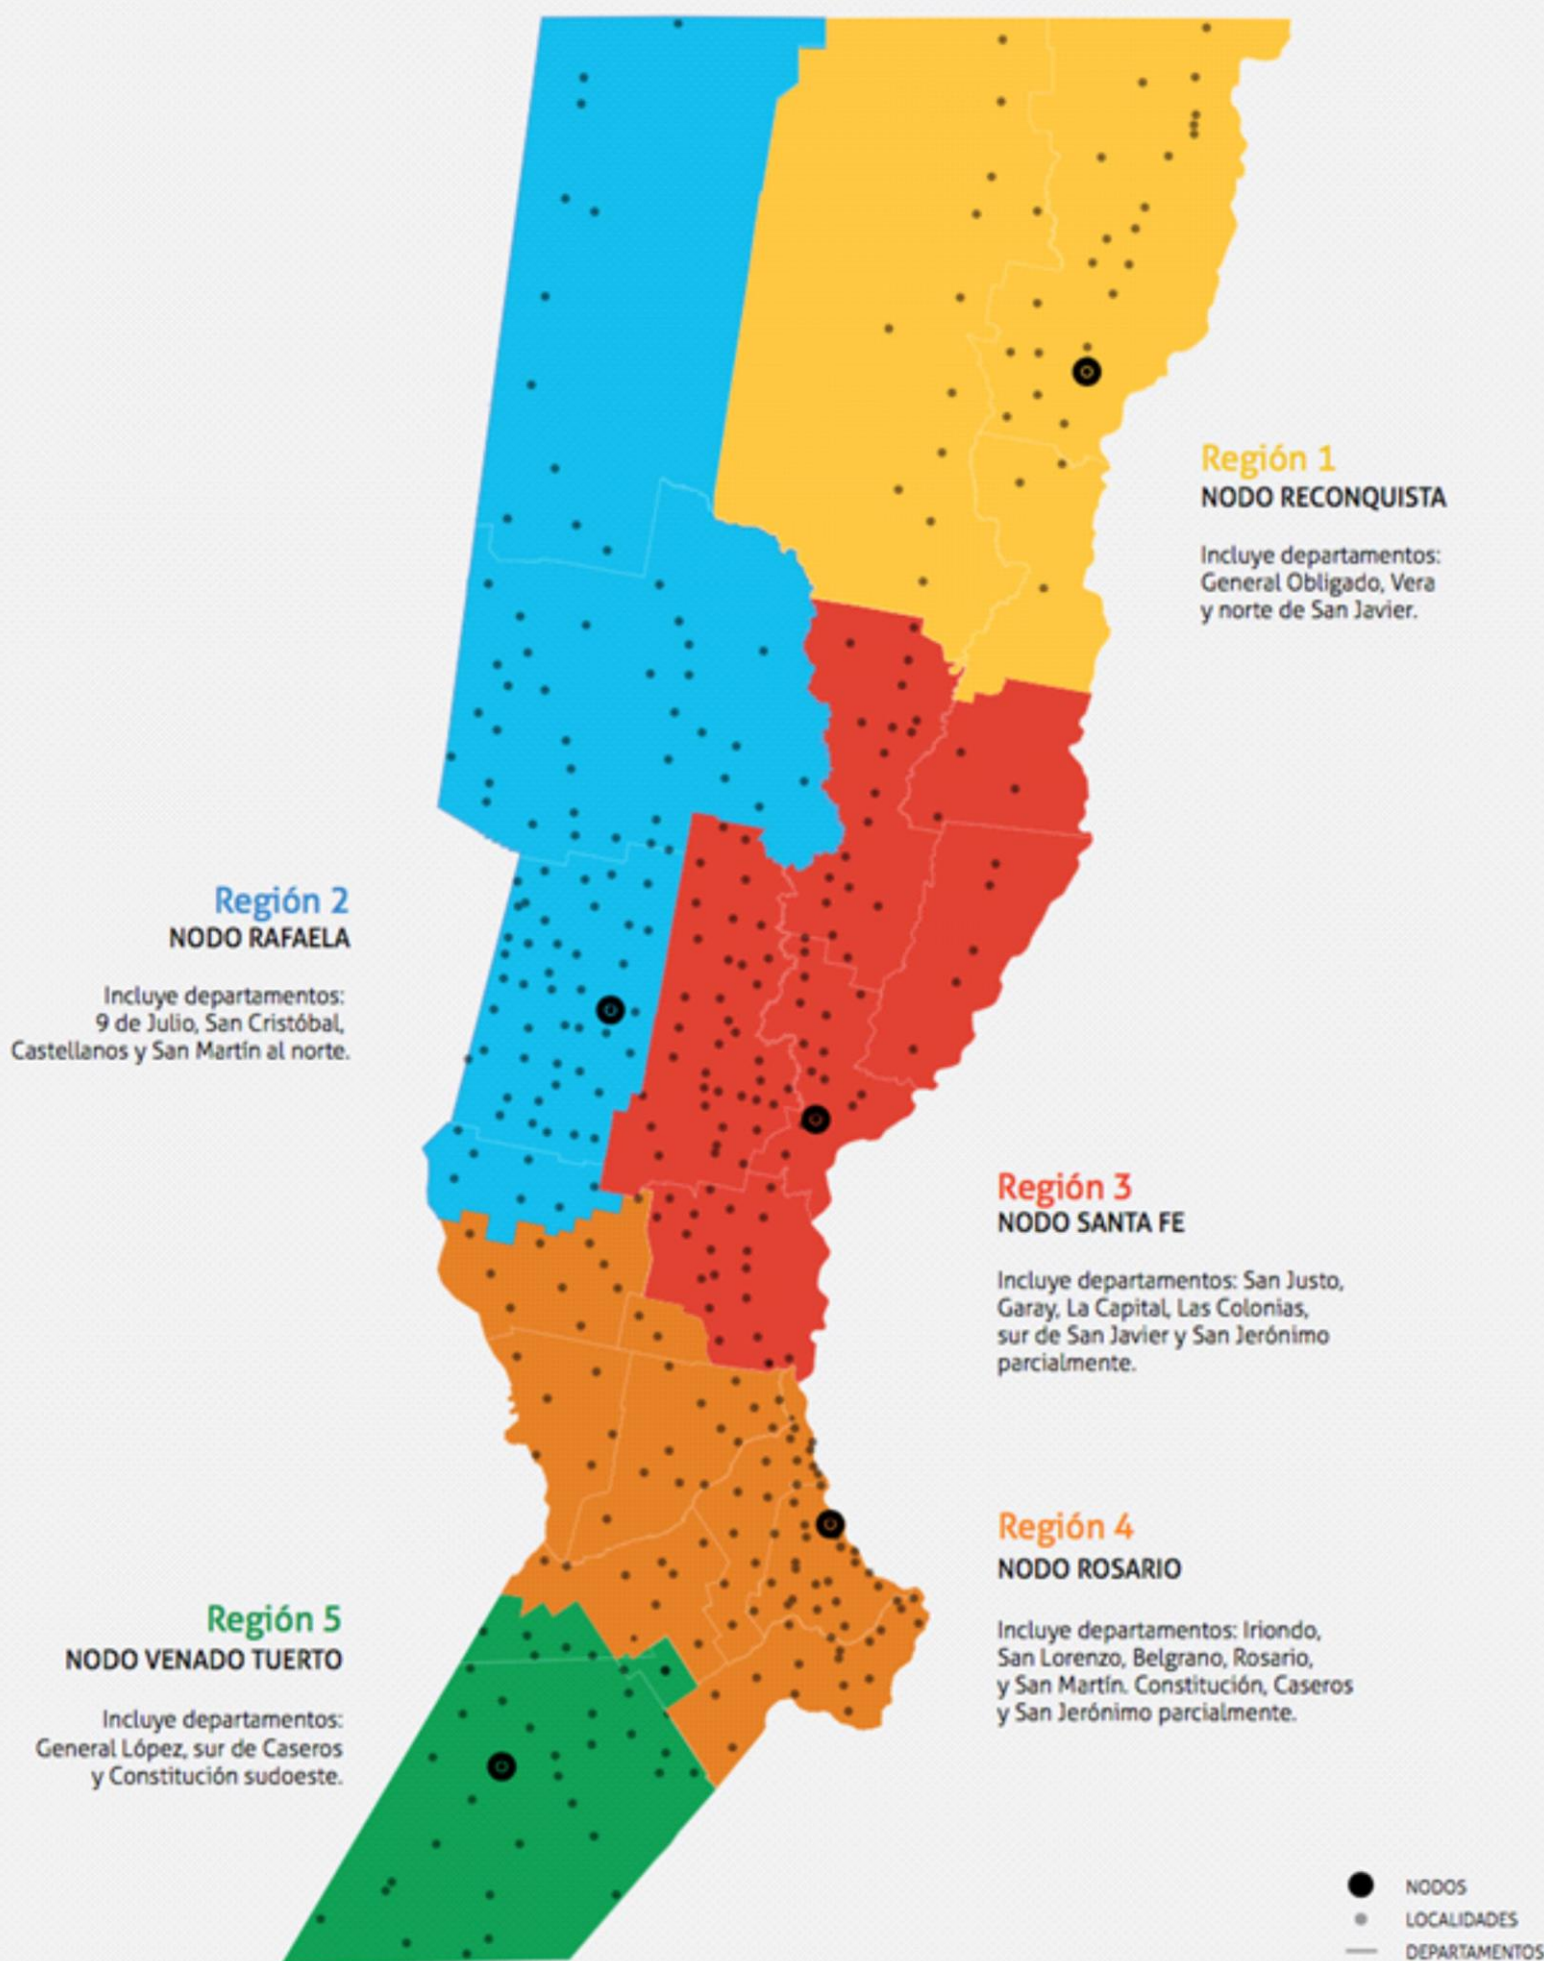 Región 1
NODO RECONQUISTA
Incluye departamentos:
General Obligado, Vera
y norte de San Javier.
Región 2
NODO RAFAELA
Incluye departamentos:
9 de Julio, San Cristóbal,
Castellanos y San Martín al norte.
Región 3
NODO SANTA FE
Incluye departamentos: San Justo,
Garay, La Capital, Las Colonias,
sur de San Javier y San Jerónimo
parcialmente.
Región 4
NODO ROSARIO
Incluye departamentos: Iriondo,
San Lorenzo, Belgrano, Rosario,
y San Martín. Constitución, Caseros
y San Jerónimo parcialmente.
Región 5
NODO VENADO TUERTO
Incluye departamentos:
General López, sur de Caseros
y Constitución sudoeste.
NODOS
LOCALIDADES
DEPARTAMENTOS